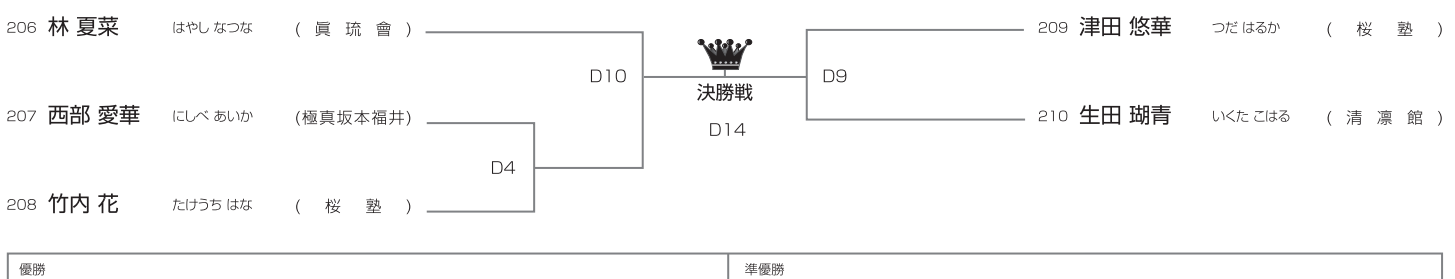 206 林 夏菜 はやし なつな ( 眞 琉 會 )
D10
207 西部 愛華 にしべ あいか (極真坂本福井)
D4
208 竹内 花 たけうち はな ( 桜 塾 )
決勝戦
D14
209 津田 悠華 つだ はるか ( 桜 塾 )
D9
210 生田 瑚青 いくた こはる ( 清 凛 館 )
優勝
準優勝